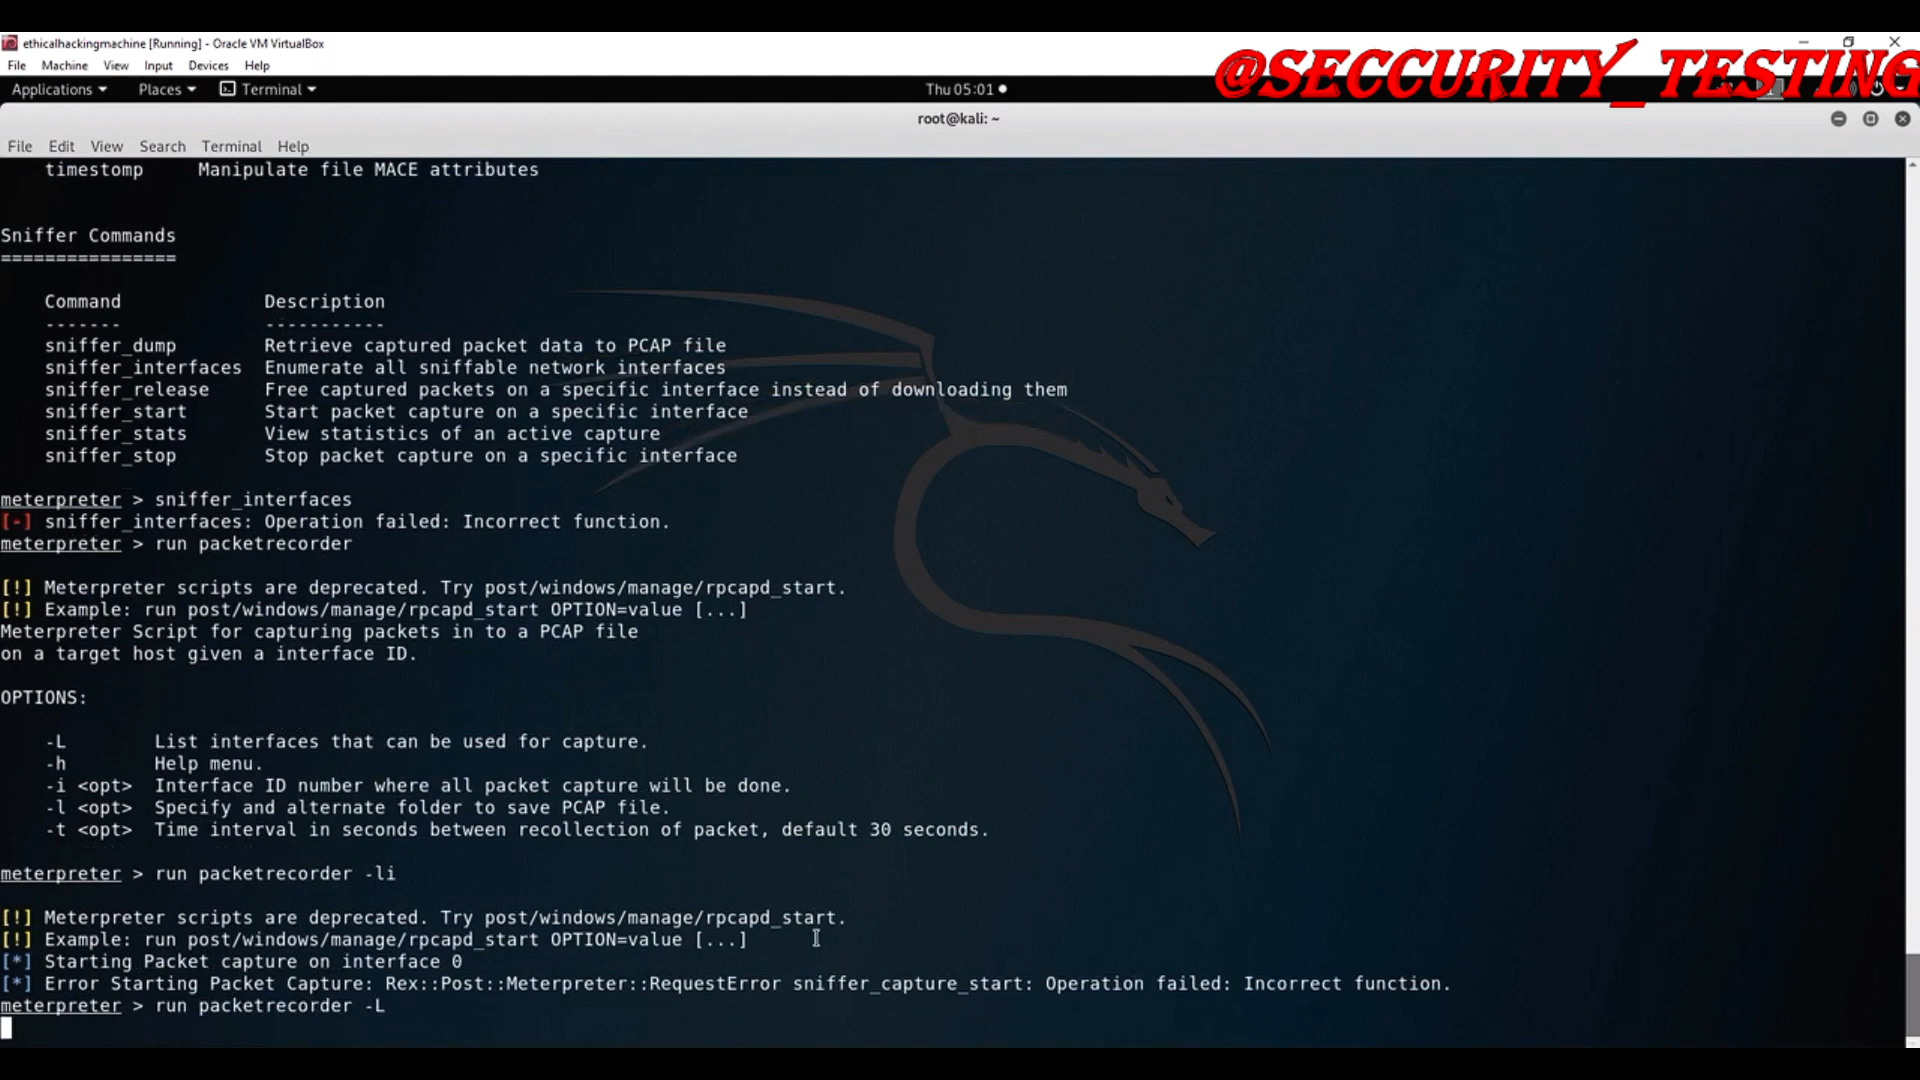 ethicalhackingmachine [Running] - Oracle VM VirtualBox
File Machine View Input Devices Help
@SECCURITY_TESTING
Applications Places Terminal Thu 05:01
root@kali: ~
File Edit View Search Terminal Help
timestomp Manipulate file MACE attributes
Sniffer Commands
================
Command Description
------- -----------
sniffer_dump Retrieve captured packet data to PCAP file
sniffer_interfaces Enumerate all sniffable network interfaces
sniffer_release Free captured packets on a specific interface instead of downloading them
sniffer_start Start packet capture on a specific interface
sniffer_stats View statistics of an active capture
sniffer_stop Stop packet capture on a specific interface
meterpreter > sniffer_interfaces
[-] sniffer_interfaces: Operation failed: Incorrect function.
meterpreter > run packetrecorder
[!] Meterpreter scripts are deprecated. Try post/windows/manage/rpcapd_start.
[!] Example: run post/windows/manage/rpcapd_start OPTION=value [...]
Meterpreter Script for capturing packets in to a PCAP file
on a target host given a interface ID.
OPTIONS:
-L List interfaces that can be used for capture.
-h Help menu.
-i <opt> Interface ID number where all packet capture will be done.
-l <opt> Specify and alternate folder to save PCAP file.
-t <opt> Time interval in seconds between recollection of packet, default 30 seconds.
meterpreter > run packetrecorder -li
[!] Meterpreter scripts are deprecated. Try post/windows/manage/rpcapd_start.
[!] Example: run post/windows/manage/rpcapd_start OPTION=value [...]
[*] Starting Packet capture on interface 0
[*] Error Starting Packet Capture: Rex::Post::Meterpreter::RequestError sniffer_capture_start: Operation failed: Incorrect function.
meterpreter > run packetrecorder -L